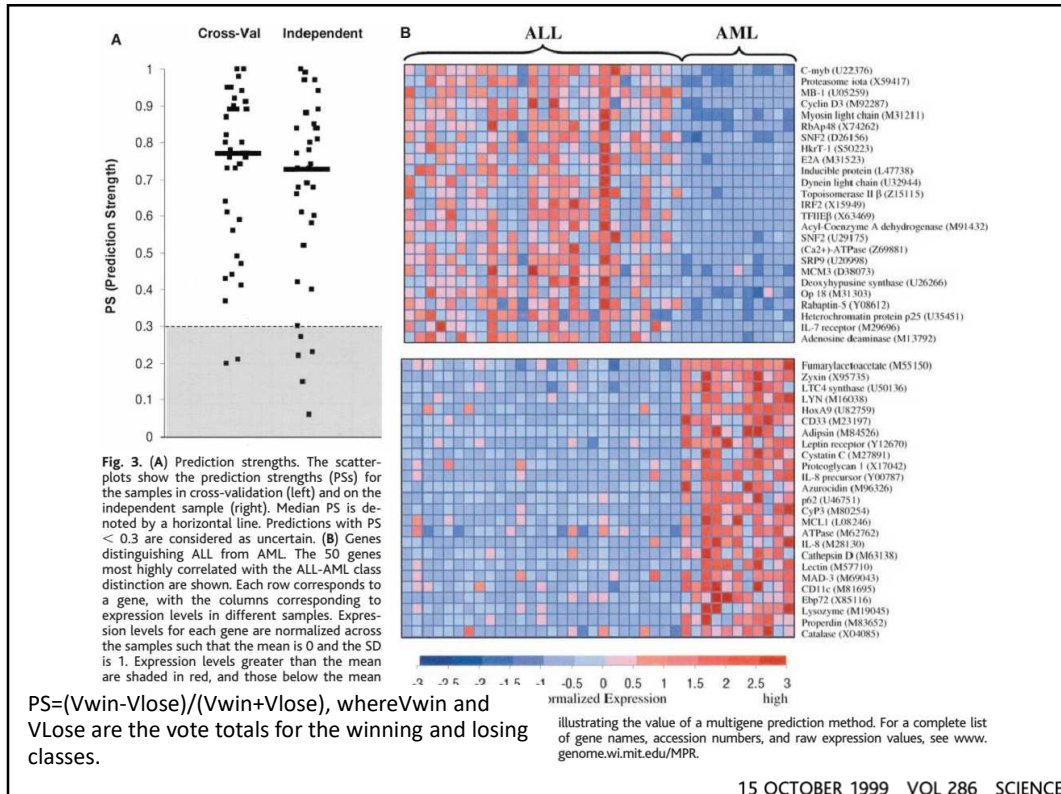 A
Cross-Val Independent
PS (Prediction Strength)
1
0.9
0.8
0.7
0.6
0.5
0.4
0.3
0.2
0.1
0
Fig. 3. (A) Prediction strengths. The scatter-
plots show the prediction strengths (PSs) for
the samples in cross-validation (left) and on the
independent sample (right). Median PS is de-
noted by a horizontal line. Predictions with PS
< 0.3 are considered as uncertain. (B) Genes
distinguishing ALL from AML. The 50 genes
most highly correlated with the ALL-AML class
distinction are shown. Each row corresponds to
a gene, with the columns corresponding to
expression levels in different samples. Expres-
sion levels for each gene are normalized across
the samples such that the mean is 0 and the SD
is 1. Expression levels greater than the mean
are shaded in red, and those below the mean
B
ALL AML
C-myb (U22376)
Proteasome iota (X59417)
MB-1 (U05259)
Cyclin D3 (M92287)
Myosin light chain (M31211)
RbAp48 (X74262)
SNF2 (D26156)
HkrT-1 (S50223)
E2A (M31523)
Inducible protein (L47738)
Dynein light chain (U32944)
Topoisomerase II β (Z15115)
IRF2 (X15949)
TFIIEβ (X63469)
Acyl-Coenzyme A dehydrogenase (M91432)
SNF2 (U29175)
(Ca2+)-ATPase (Z69881)
SRP9 (U20998)
MCM3 (D38073)
Deoxyhypusine synthase (U26266)
Op 18 (M31303)
Rabaptin-5 (Y08612)
Heterochromatin protein p25 (U35451)
IL-7 receptor (M29696)
Adenosine deaminase (M13792)
Fumarylacetoacetate (M55150)
Zyxin (X95735)
LTC4 synthase (U50136)
LYN (M16038)
HoxA9 (U82759)
CD33 (M23197)
Adipsin (M84526)
Leptin receptor (Y12670)
Cystatin C (M27891)
Proteoglycan 1 (X17042)
IL-8 precursor (Y00787)
Azurocidin (M96326)
p62 (U46751)
CyP3 (M80254)
MCL1 (L08246)
ATPase (M62762)
IL-8 (M28130)
Cathepsin D (M63138)
Lectin (M57710)
MAD-3 (M69043)
CD11c (M81695)
Ebp72 (X85116)
Lysozyme (M19045)
Properdin (M83652)
Catalase (X04085)
-3 -2.5 -2 -1.5 -1 -0.5 0 0.5 1 1.5 2 2.5 3
ormalized Expression high
PS=(Vwin-Vlose)/(Vwin+Vlose), whereVwin and
VLose are the vote totals for the winning and losing
classes.
illustrating the value of a multigene prediction method. For a complete list
of gene names, accession numbers, and raw expression values, see www.
genome.wi.mit.edu/MPR.
15 OCTOBER 1999 VOL 286 SCIENCE